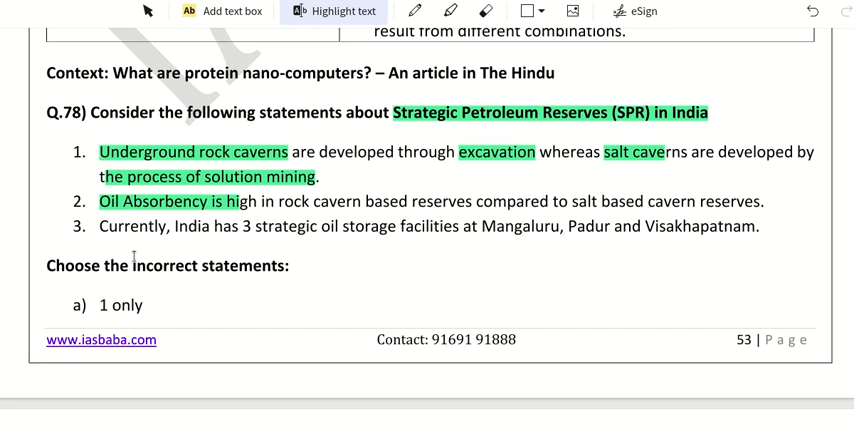 Add text box
Highlight text
eSign
result from different combinations.
Context: What are protein nano-computers? – An article in The Hindu
Q.78) Consider the following statements about Strategic Petroleum Reserves (SPR) in India
1. Underground rock caverns are developed through excavation whereas salt caverns are developed by
the process of solution mining.
2. Oil Absorbency is high in rock cavern based reserves compared to salt based cavern reserves.
3. Currently, India has 3 strategic oil storage facilities at Mangaluru, Padur and Visakhapatnam.
Choose the incorrect statements:
a) 1 only
www.iasbaba.com Contact: 91691 91888 53 | Page